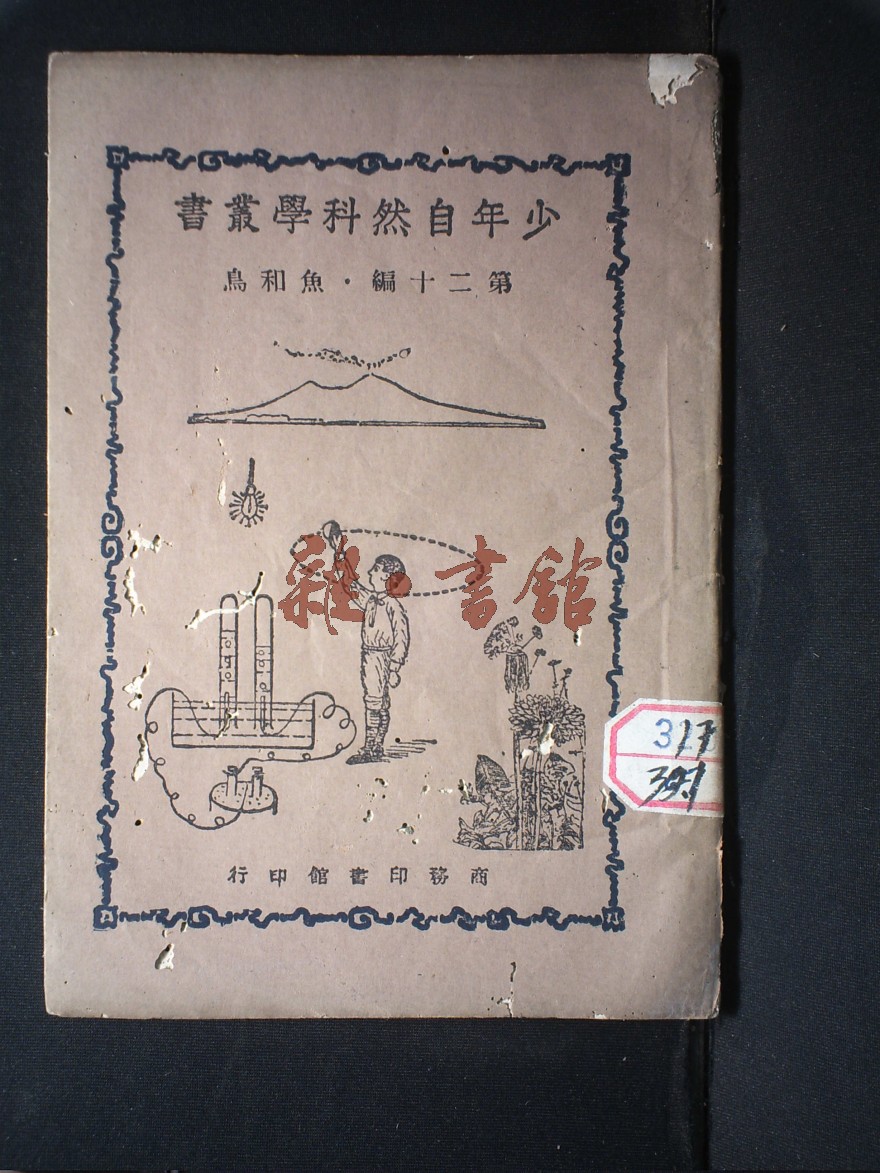 少年自然科學叢書
第二十編・魚和鳥
雜・書館
商務印書館印行